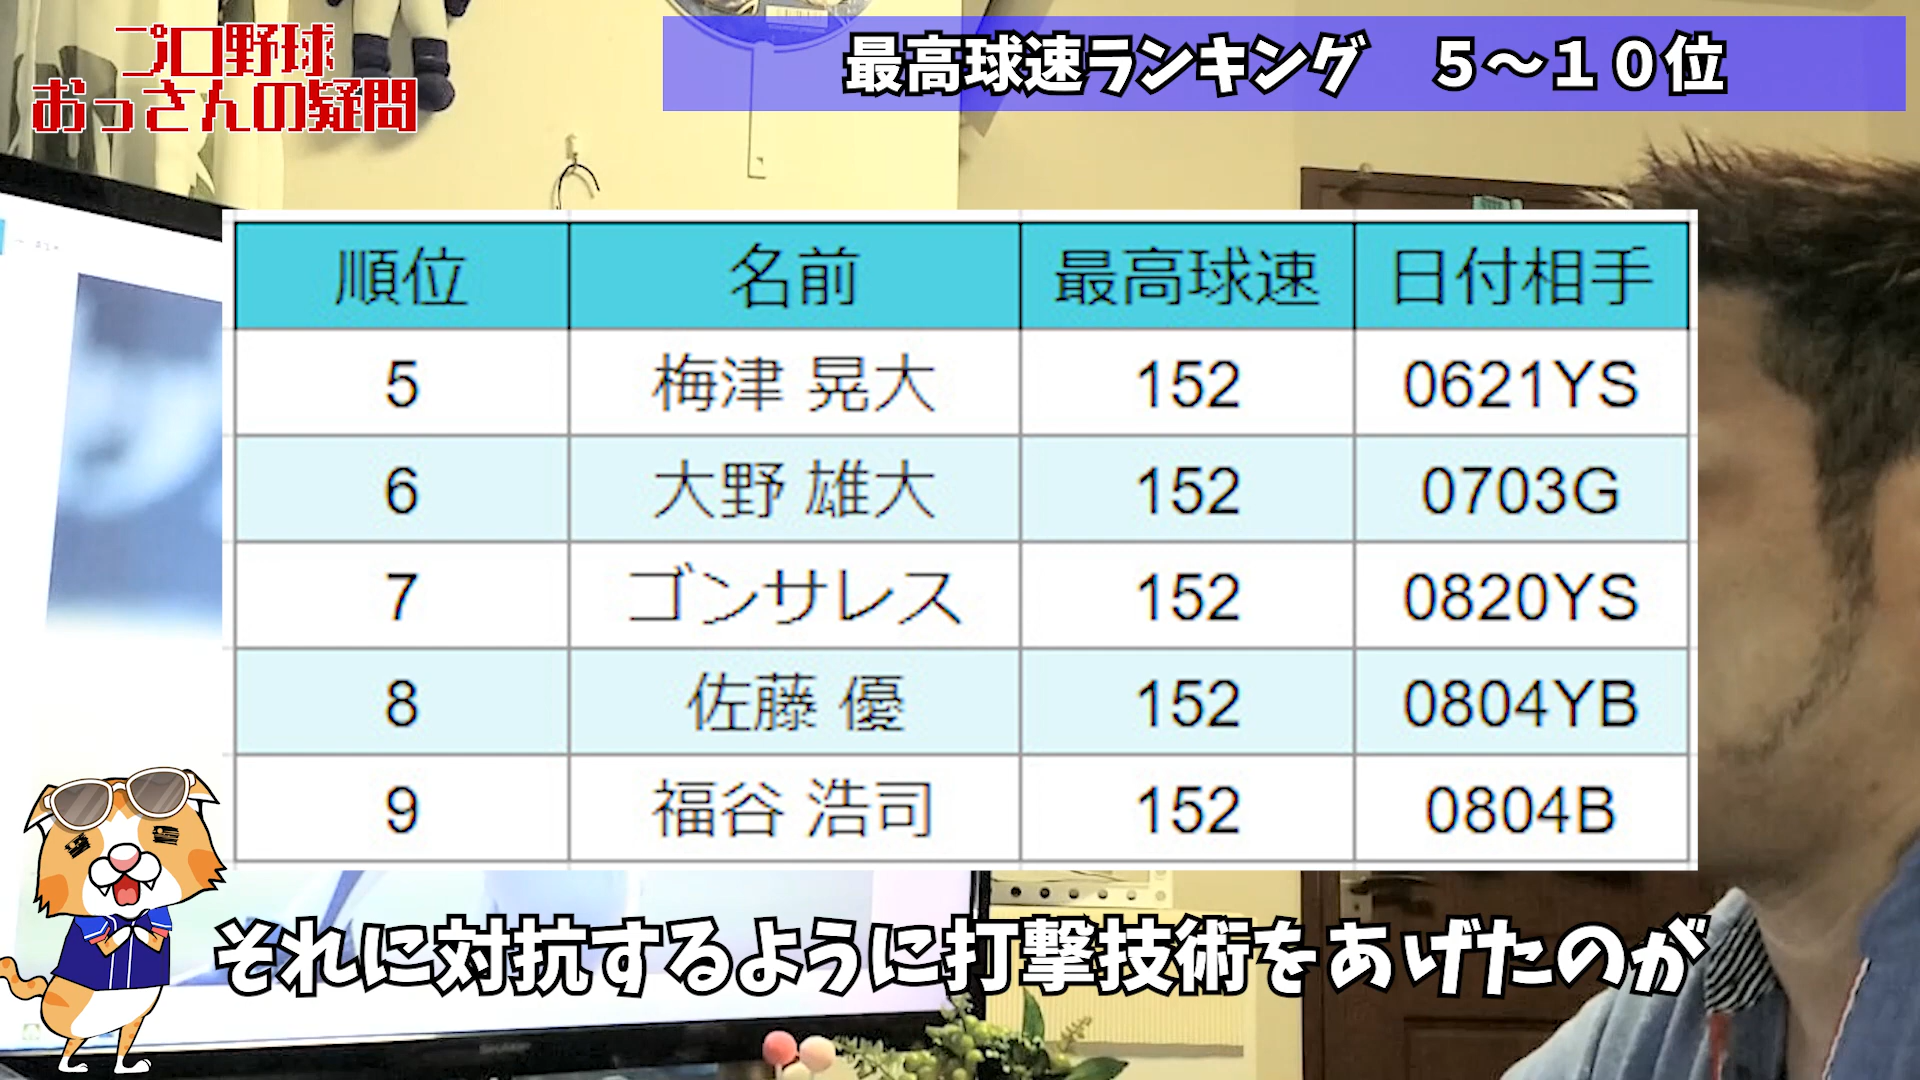 プロ野球
おっさんの疑問
最高球速ランキング　５～１０位
順位 名前 最高球速 日付相手
5 梅津 晃大 152 0621YS
6 大野 雄大 152 0703G
7 ゴンサレス 152 0820YS
8 佐藤 優 152 0804YB
9 福谷 浩司 152 0804B
それに対抗するように打撃技術をあげたのが